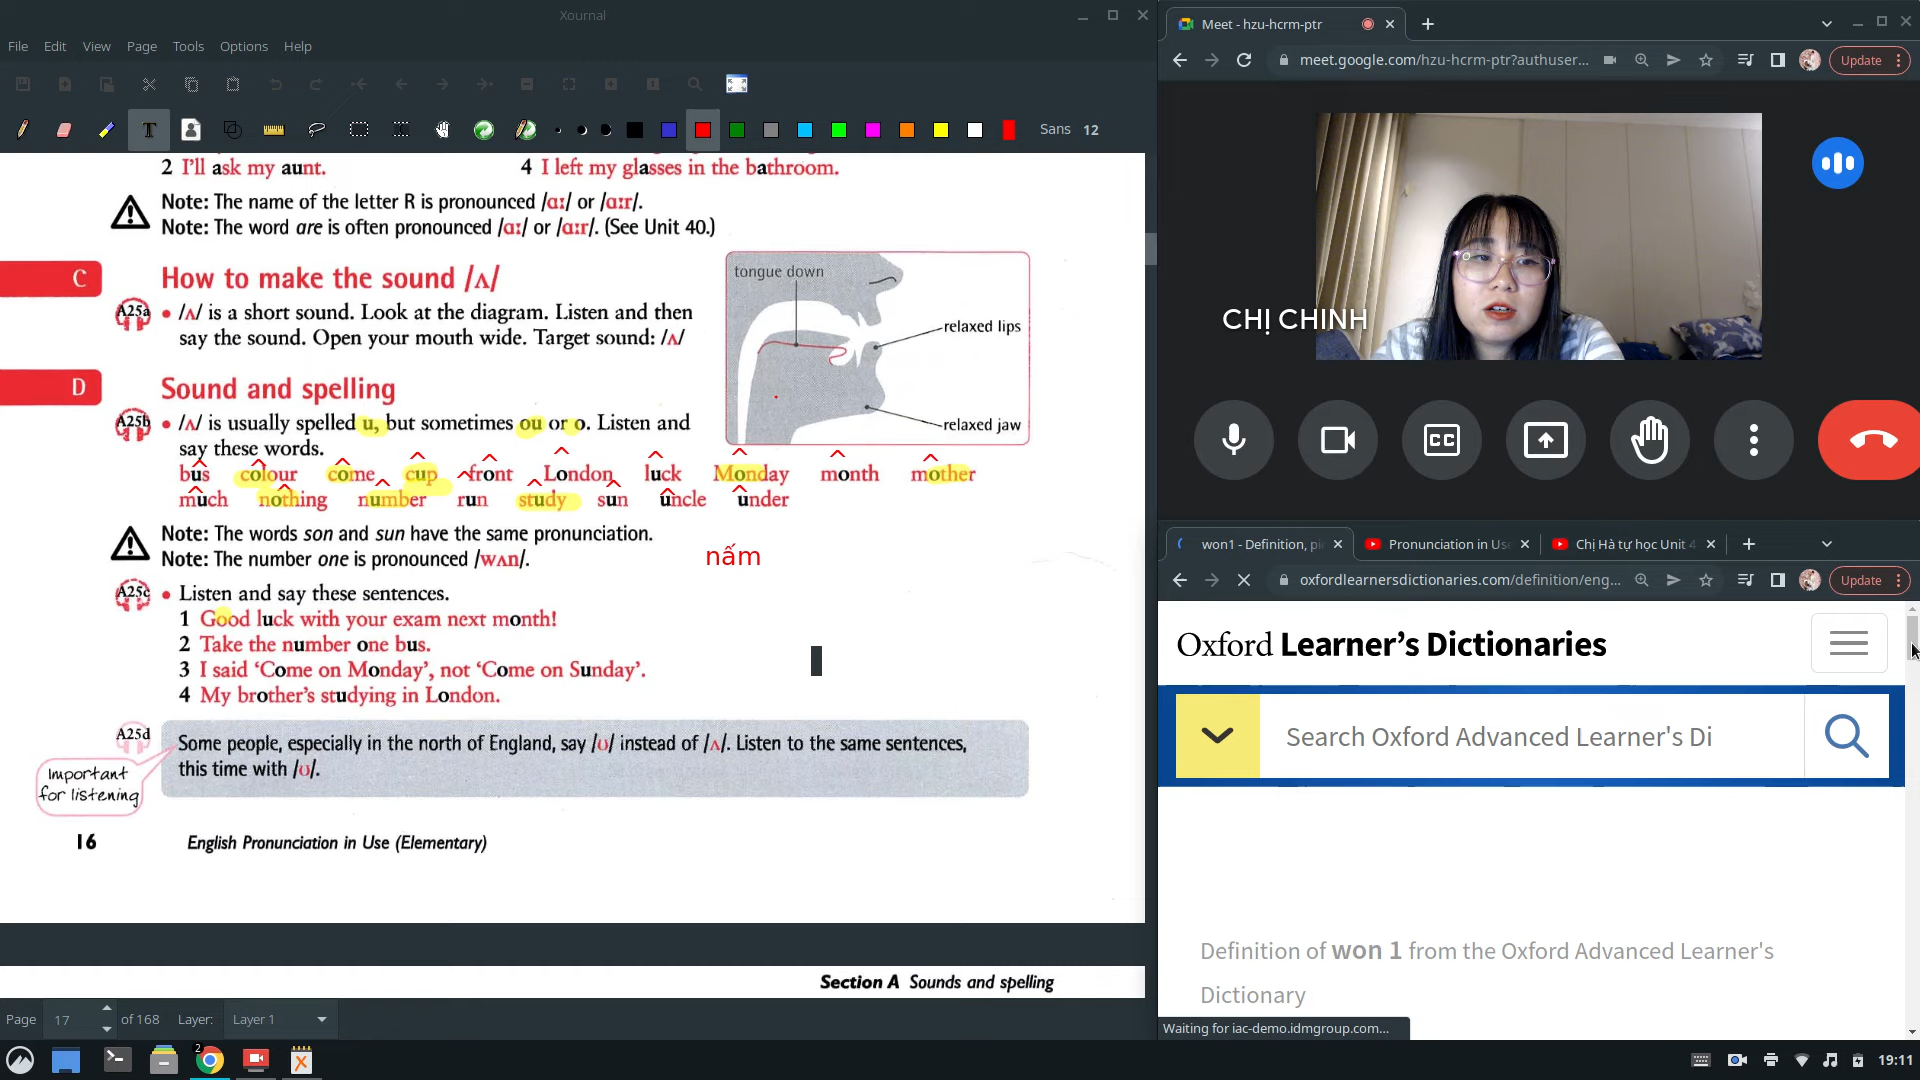 Xournal
File Edit View Page Tools Options Help
Sans 12
2 I'll ask my aunt. 4 I left my glasses in the bathroom.
Note: The name of the letter R is pronounced /ɑː/ or /ɑːr/.
Note: The word are is often pronounced /ɑː/ or /ɑːr/. (See Unit 40.)
C How to make the sound /ʌ/
A25a • /ʌ/ is a short sound. Look at the diagram. Listen and then
say the sound. Open your mouth wide. Target sound: /ʌ/
tongue down
relaxed lips
relaxed jaw
D Sound and spelling
A25b • /ʌ/ is usually spelled u, but sometimes ou or o. Listen and
say these words.
bus colour come cup front London luck Monday month mother
much nothing number run study sun uncle under
Note: The words son and sun have the same pronunciation.
Note: The number one is pronounced /wʌn/.
nấm
A25c • Listen and say these sentences.
1 Good luck with your exam next month!
2 Take the number one bus.
3 I said ‘Come on Monday’, not ‘Come on Sunday’.
4 My brother's studying in London.
A25d
Some people, especially in the north of England, say /ʊ/ instead of /ʌ/. Listen to the same sentences,
this time with /ʊ/.
Important
for listening
16 English Pronunciation in Use (Elementary)
Section A Sounds and spelling
Page 17 of 168 Layer: Layer 1
Meet - hzu-hcrm-ptr
meet.google.com/hzu-hcrm-ptr?authuser... Update
CHỊ CHINH
CC
won1 - Definition, pi Pronunciation in Us Chị Hà tự học Unit 4
oxfordlearnersdictionaries.com/definition/eng... Update
Oxford Learner's Dictionaries
Search Oxford Advanced Learner's Di
Definition of won 1 from the Oxford Advanced Learner's
Dictionary
Waiting for iac-demo.idmgroup.com...
2
19:11